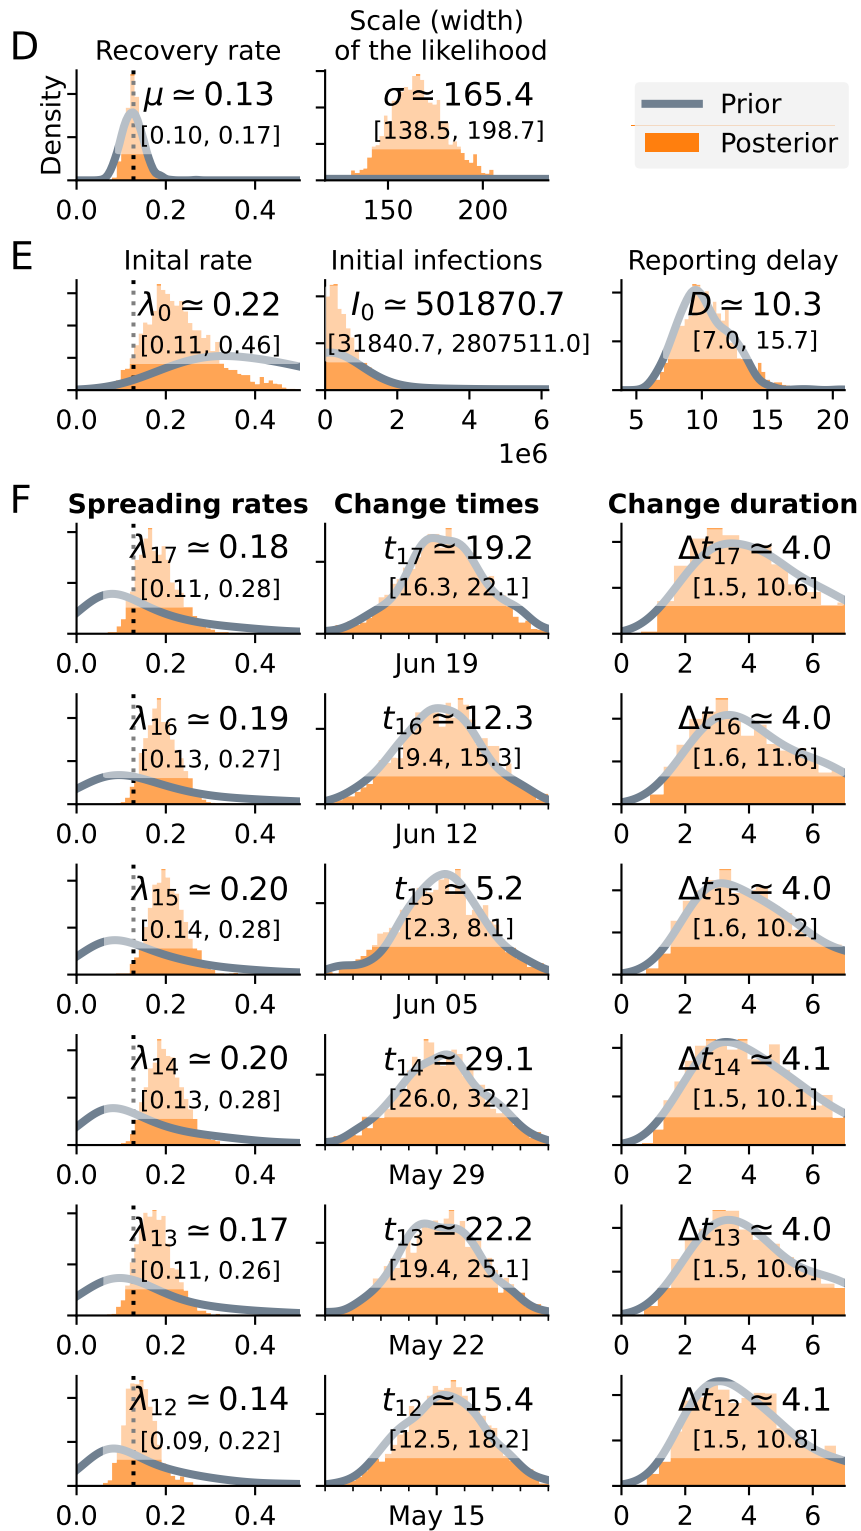 D
Recovery rate
Scale (width)
of the likelihood
Density
μ ≃ 0.13
[0.10, 0.17]
σ ≃ 165.4
[138.5, 198.7]
Prior
Posterior
0.0 0.2 0.4
150 200
E
Inital rate
Initial infections
Reporting delay
λ0 ≃ 0.22
[0.11, 0.46]
I0 ≃ 501870.7
[31840.7, 2807511.0]
D ≃ 10.3
[7.0, 15.7]
0.0 0.2 0.4
0 2 4 6
1e6
5 10 15 20
F
Spreading rates
Change times
Change duration
λ17 ≃ 0.18
[0.11, 0.28]
t17 ≃ 19.2
[16.3, 22.1]
Δt17 ≃ 4.0
[1.5, 10.6]
0.0 0.2 0.4
Jun 19
0 2 4 6
λ16 ≃ 0.19
[0.13, 0.27]
t16 ≃ 12.3
[9.4, 15.3]
Δt16 ≃ 4.0
[1.6, 11.6]
0.0 0.2 0.4
Jun 12
0 2 4 6
λ15 ≃ 0.20
[0.14, 0.28]
t15 ≃ 5.2
[2.3, 8.1]
Δt15 ≃ 4.0
[1.6, 10.2]
0.0 0.2 0.4
Jun 05
0 2 4 6
λ14 ≃ 0.20
[0.13, 0.28]
t14 ≃ 29.1
[26.0, 32.2]
Δt14 ≃ 4.1
[1.5, 10.1]
0.0 0.2 0.4
May 29
0 2 4 6
λ13 ≃ 0.17
[0.11, 0.26]
t13 ≃ 22.2
[19.4, 25.1]
Δt13 ≃ 4.0
[1.5, 10.6]
0.0 0.2 0.4
May 22
0 2 4 6
λ12 ≃ 0.14
[0.09, 0.22]
t12 ≃ 15.4
[12.5, 18.2]
Δt12 ≃ 4.1
[1.5, 10.8]
0.0 0.2 0.4
May 15
0 2 4 6